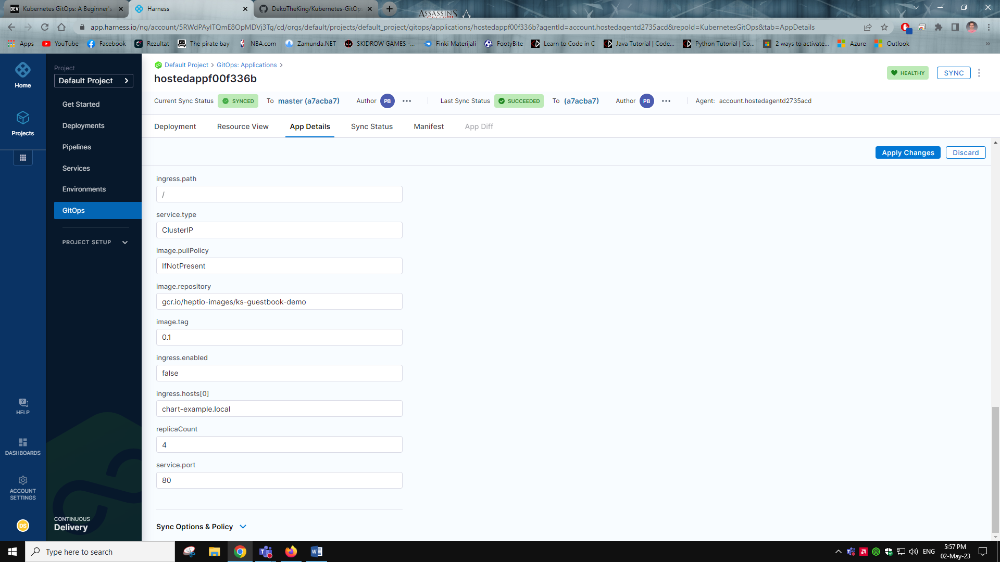 DEV Kubernetes GitOps: A Beginner's
Harness
DekoTheKing/Kubernetes-GitOps
ASSASSINS
app.harness.io/ng/account/5RWdPAyITQmE8OpMDVj3Tg/cd/orgs/default/projects/default_project/gitops/applications/hostedappf00f336b?agentId=account.hostedagentd2735acd&repoId=KubernetesGitOps&tab=AppDetails
Apps YouTube Facebook Rezultat The pirate bay NBA.com Zamunda.NET SKIDROW GAMES -... Finki Materijali FootyBite Learn to Code in C Java Tutorial | Code... Python Tutorial | Co... 2 ways to activate... Azure Outlook »
Home
Projects
HELP
DASHBOARDS
ACCOUNT
SETTINGS
DS
Project
Default Project
Get Started
Deployments
Pipelines
Services
Environments
GitOps
PROJECT SETUP
CONTINUOUS
Delivery
Default Project > GitOps: Applications >
hostedappf00f336b
HEALTHY
SYNC
Current Sync Status SYNCED To master (a7acba7) Author PB ••• Last Sync Status SUCCEEDED To (a7acba7) Author PB ••• Agent: account.hostedagentd2735acd
Deployment Resource View App Details Sync Status Manifest App Diff
Apply Changes Discard
ingress.path
/
service.type
ClusterIP
image.pullPolicy
IfNotPresent
image.repository
gcr.io/heptio-images/ks-guestbook-demo
image.tag
0.1
ingress.enabled
false
ingress.hosts[0]
chart-example.local
replicaCount
4
service.port
80
Sync Options & Policy
Type here to search
ENG
5:57 PM
02-May-23